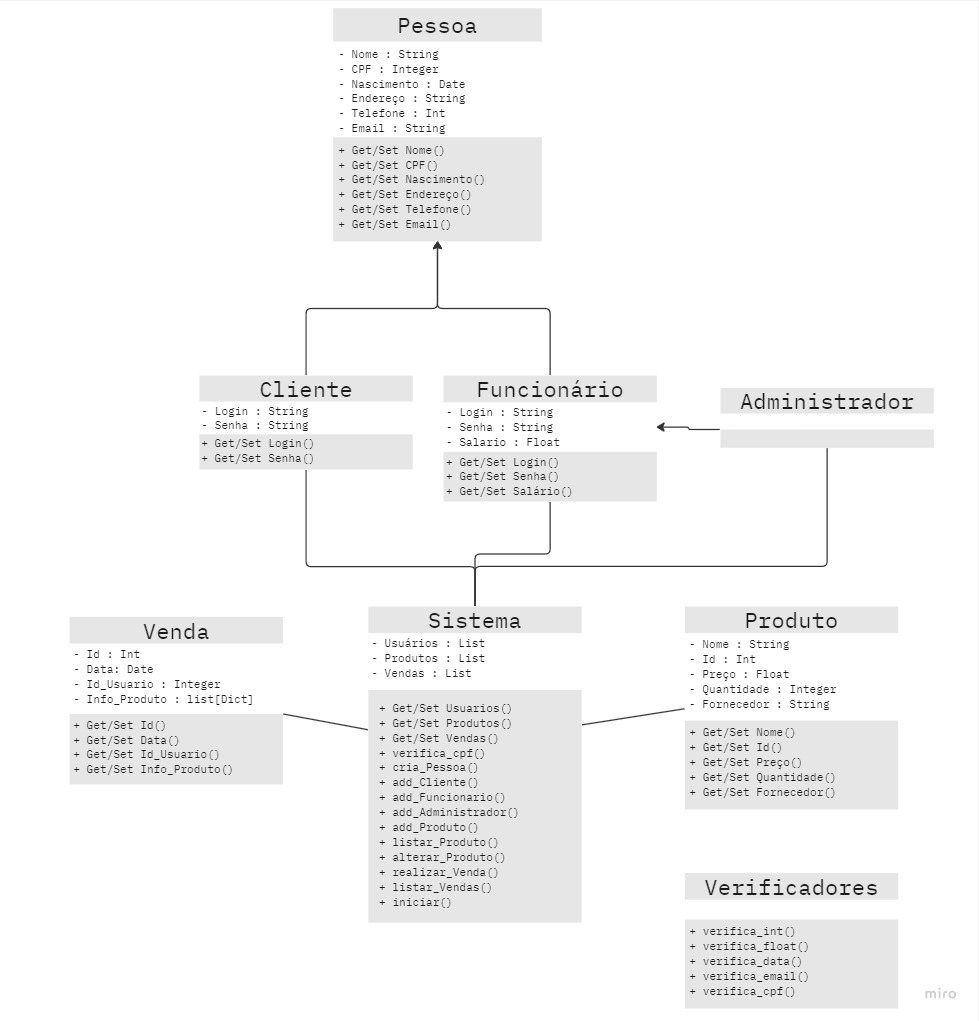 Pessoa
- Nome : String
- CPF : Integer
- Nascimento : Date
- Endereço : String
- Telefone : Int
- Email : String
+ Get/Set Nome()
+ Get/Set CPF()
+ Get/Set Nascimento()
+ Get/Set Endereço()
+ Get/Set Telefone()
+ Get/Set Email()
Cliente
- Login : String
- Senha : String
+ Get/Set Login()
+ Get/Set Senha()
Funcionário
- Login : String
- Senha : String
- Salario : Float
+ Get/Set Login()
+ Get/Set Senha()
+ Get/Set Salário()
Administrador
Venda
- Id : Int
- Data: Date
- Id_Usuario : Integer
- Info_Produto : list[Dict]
+ Get/Set Id()
+ Get/Set Data()
+ Get/Set Id_Usuario()
+ Get/Set Info_Produto()
Sistema
- Usuários : List
- Produtos : List
- Vendas : List
+ Get/Set Usuarios()
+ Get/Set Produtos()
+ Get/Set Vendas()
+ verifica_cpf()
+ cria_Pessoa()
+ add_Cliente()
+ add_Funcionario()
+ add_Administrador()
+ add_Produto()
+ listar_Produto()
+ alterar_Produto()
+ realizar_Venda()
+ listar_Vendas()
+ iniciar()
Produto
- Nome : String
- Id : Int
- Preço : Float
- Quantidade : Integer
- Fornecedor : String
+ Get/Set Nome()
+ Get/Set Id()
+ Get/Set Preço()
+ Get/Set Quantidade()
+ Get/Set Fornecedor()
Verificadores
+ verifica_int()
+ verifica_float()
+ verifica_data()
+ verifica_email()
+ verifica_cpf()
miro